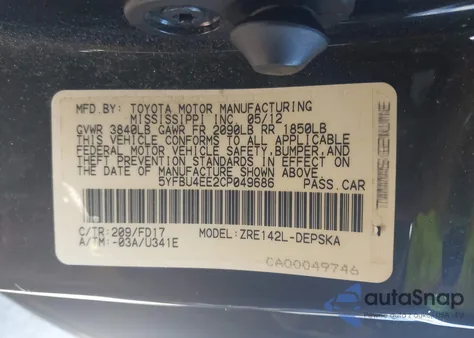 MFD.BY: TOYOTA MOTOR MANUFACTURING
MISSISSIPPI INC 05/12
GVWR 3840LB GAWR FR 2090LB RR 1850LB
THIS VEHICLE CONFORMS TO ALL APPLICABLE
FEDERAL MOTOR VEHICLE SAFETY,BUMPER,AND
THEFT PREVENTION STANDARDS IN EFFECT ON
THE DATE OF MANUFACTURE SHOWN ABOVE.
5YFBU4EE2CP049686 PASS.CAR
C/TR:209/FD17 MODEL:ZRE142L-DEPSKA
A/TM:-03A/U341E
CA00049746
autoSnap